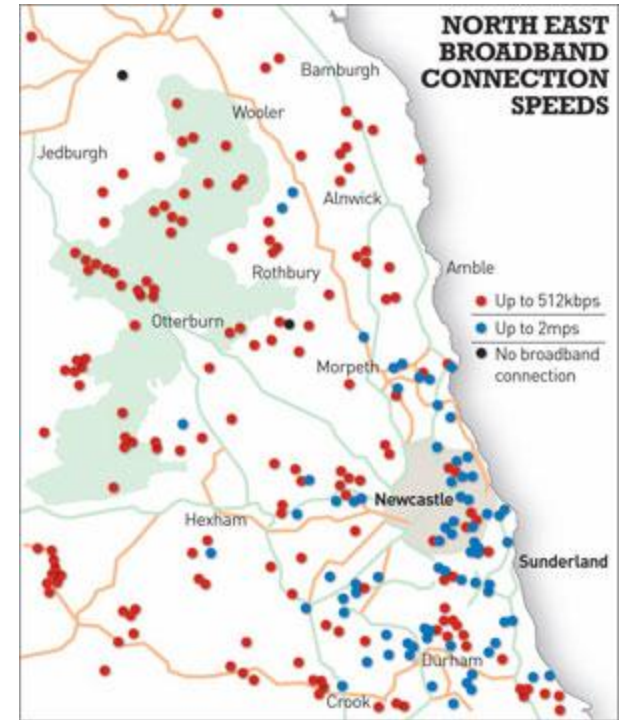 NORTH EAST
BROADBAND
CONNECTION
SPEEDS
Bamburgh
Wooler
Jedburgh
Alnwick
Amble
Rothbury
Up to 512kbps
Otterburn
Up to 2mps
No broadband
connection
Morpeth
Newcastle
Hexham
Sunderland
Durham
Crook